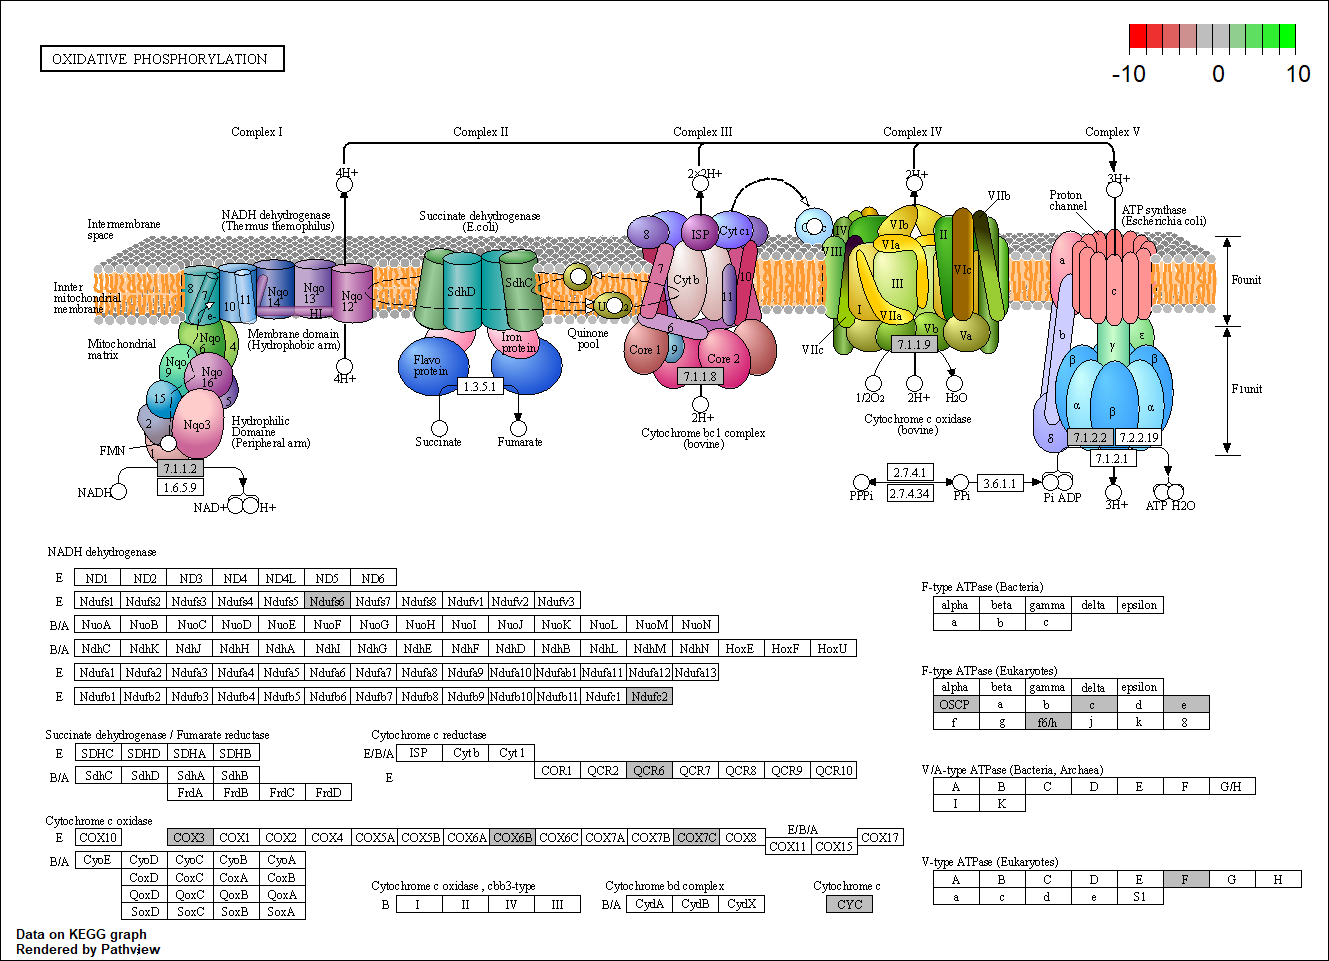 OXIDATIVE PHOSPHORYLATION
-10 0 10
Complex I Complex II Complex III Complex IV Complex V
4H+ 2×2H+ 2H+ 3H+
Intermembrane
space
NADH dehydrogenase
(Thermus themophilus)
Succinate dehydrogenase
(E.coli)
Proton
channel
ATP synthase
(Escherichia coli)
8 ISP Cytc1 IV VIb II VIIb
VIII VIa
Innter
mitochondrial
membrane
8 7 e- 10 11 Nqo
14 Nqo
13 Nqo
12 HI
SdhD SdhC
7 Cyt b 10 11
III VIc I VIIa Vb Va
a c F0unit
Mitochondrial
matrix
Nqo
6 4
Membrane domain
(Hydrophobic arm)
Iron
protein
Quinone
pool
6 Core 1 9 Core 2
VIIc
7.1.1.9
b γ ε
Nqo
9 Nqo
16 5
4H+
Flavo
protein
1.3.5.1
7.1.1.8
1/2O2 2H+ H2O
β β β
α α F1unit
15 2 Nqo3 1
Hydrophilic
Domaine
(Peripheral arm)
2H+
Cytochrome bc1 complex
(bovine)
Cytochrome c oxidase
(bovine)
δ
FMN
Succinate Fumarate
7.1.2.2 7.2.2.19
7.1.2.1
7.1.1.2
1.6.5.9
NADH NAD+ H+
2.7.4.1
2.7.4.34
3.6.1.1
PPPi PPi Pi ADP 3H+ ATP H2O
NADH dehydrogenase
E ND1 ND2 ND3 ND4 ND4L ND5 ND6
E Ndufs1 Ndufs2 Ndufs3 Ndufs4 Ndufs5 Ndufs6 Ndufs7 Ndufs8 Ndufv1 Ndufv2 Ndufv3
B/A NuoA NuoB NuoC NuoD NuoE NuoF NuoG NuoH NuoI NuoJ NuoK NuoL NuoM NuoN
B/A NdhC NdhK NdhJ NdhH NdhA NdhI NdhG NdhE NdhF NdhD NdhB NdhL NdhM NdhN HoxE HoxF HoxU
E Ndufa1 Ndufa2 Ndufa3 Ndufa4 Ndufa5 Ndufa6 Ndufa7 Ndufa8 Ndufa9 Ndufa10 Ndufab1 Ndufa11 Ndufa12 Ndufa13
E Ndufb1 Ndufb2 Ndufb3 Ndufb4 Ndufb5 Ndufb6 Ndufb7 Ndufb8 Ndufb9 Ndufb10 Ndufb11 Ndufc1 Ndufc2
Succinate dehydrogenase / Fumarate reductase
E SDHC SDHD SDHA SDHB
B/A SdhC SdhD SdhA SdhB
FrdA FrdB FrdC FrdD
Cytochrome c reductase
E/B/A ISP Cyt b Cyt 1
E COR1 QCR2 QCR6 QCR7 QCR8 QCR9 QCR10
Cytochrome c oxidase
E COX10 COX3 COX1 COX2 COX4 COX5A COX5B COX6A COX6B COX6C COX7A COX7B COX7C COX8 COX17
E/B/A
COX11 COX15
B/A CyoE CyoD CyoC CyoB CyoA
CoxD CoxC CoxA CoxB
QoxD QoxC QoxB QoxA
SoxD SoxC SoxB SoxA
Cytochrome c oxidase , cbb3-type
B I II IV III
Cytochrome bd complex
B/A CydA CydB CydX
Cytochrome c
CYC
F-type ATPase (Bacteria)
alpha beta gamma delta epsilon
a b c
F-type ATPase (Eukaryotes)
alpha beta gamma delta epsilon
OSCP a b c d e
f g f6/h j k 8
V/A-type ATPase (Bacteria, Archaea)
A B C D E F G/H
I K
V-type ATPase (Eukaryotes)
A B C D E F G H
a c d e S1
Data on KEGG graph
Rendered by Pathview